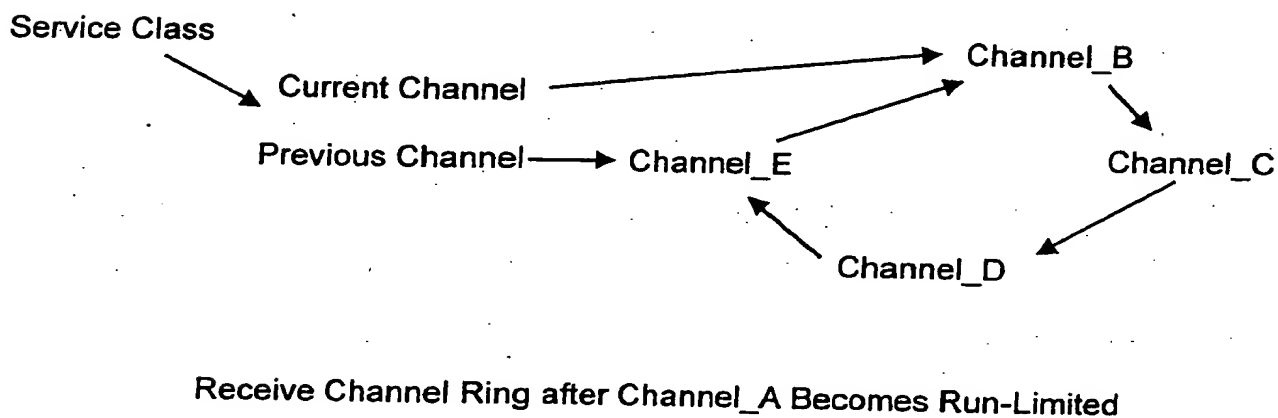 Service Class
Channel_B
Current Channel
Previous Channel
Channel_E
Channel_C
Channel_D
Receive Channel Ring after Channel_A Becomes Run-Limited